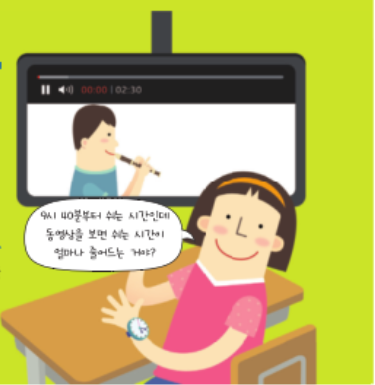 00:00 | 02:30
9시 40분부터 쉬는 시간인데
동영상을 보면 쉬는 시간이
얼마나 줄어드는 거야?